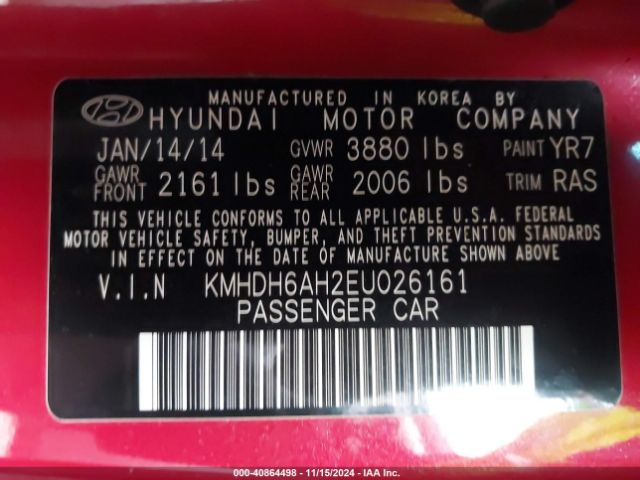 MANUFACTURED IN KOREA BY
HYUNDAI MOTOR COMPANY
JAN/14/14 GVWR 3880 lbs PAINT YR7
GAWR FRONT 2161 lbs GAWR REAR 2006 lbs TRIM RAS
THIS VEHICLE CONFORMS TO ALL APPLICABLE U.S.A. FEDERAL
MOTOR VEHICLE SAFETY, BUMPER, AND THEFT PREVENTION STANDARDS
IN EFFECT ON THE DATE OF MANUFACTURE SHOWN ABOVE
V.I.N KMHDH6AH2EU026161
PASSENGER CAR
000-40864498 - 11/15/2024 - IAA Inc.